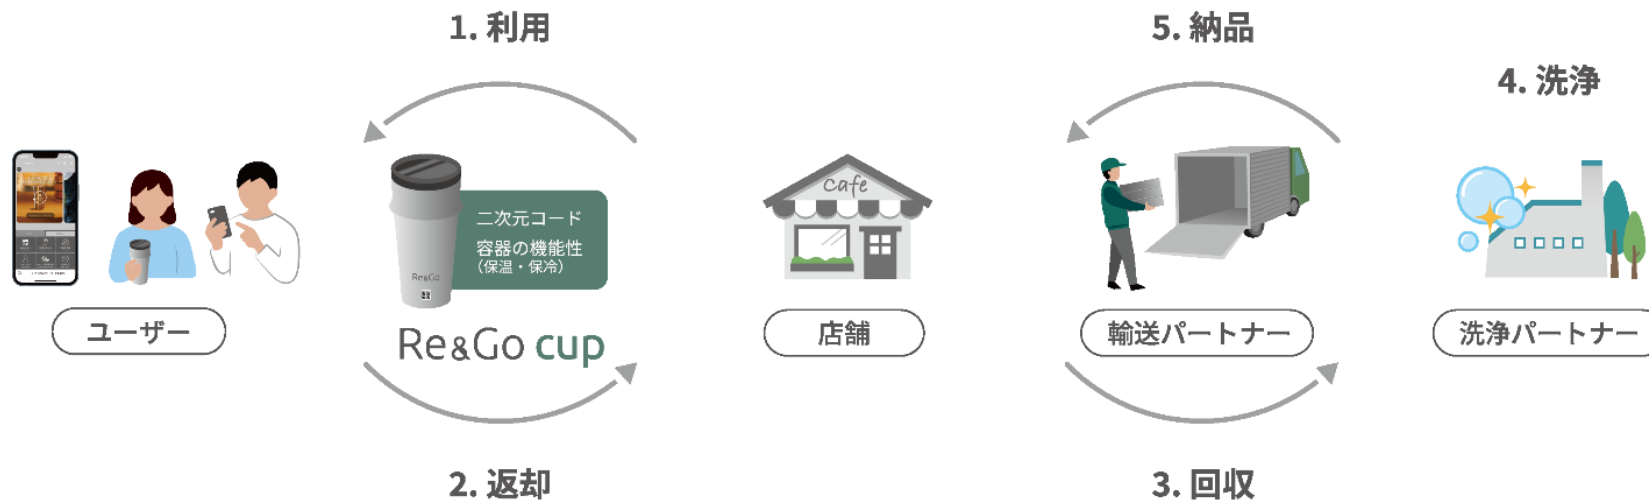 1. 利用
5. 納品
4. 洗浄
cafe
二次元コード
容器の機能性
（保温・保冷）
Re&Go
Re&Go cup
ユーザー
店舗
輸送パートナー
洗浄パートナー
2. 返却
3. 回収